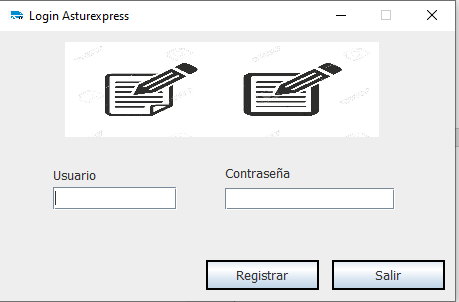 Login Asturexpress
Usuario
Contraseña
Registrar
Salir